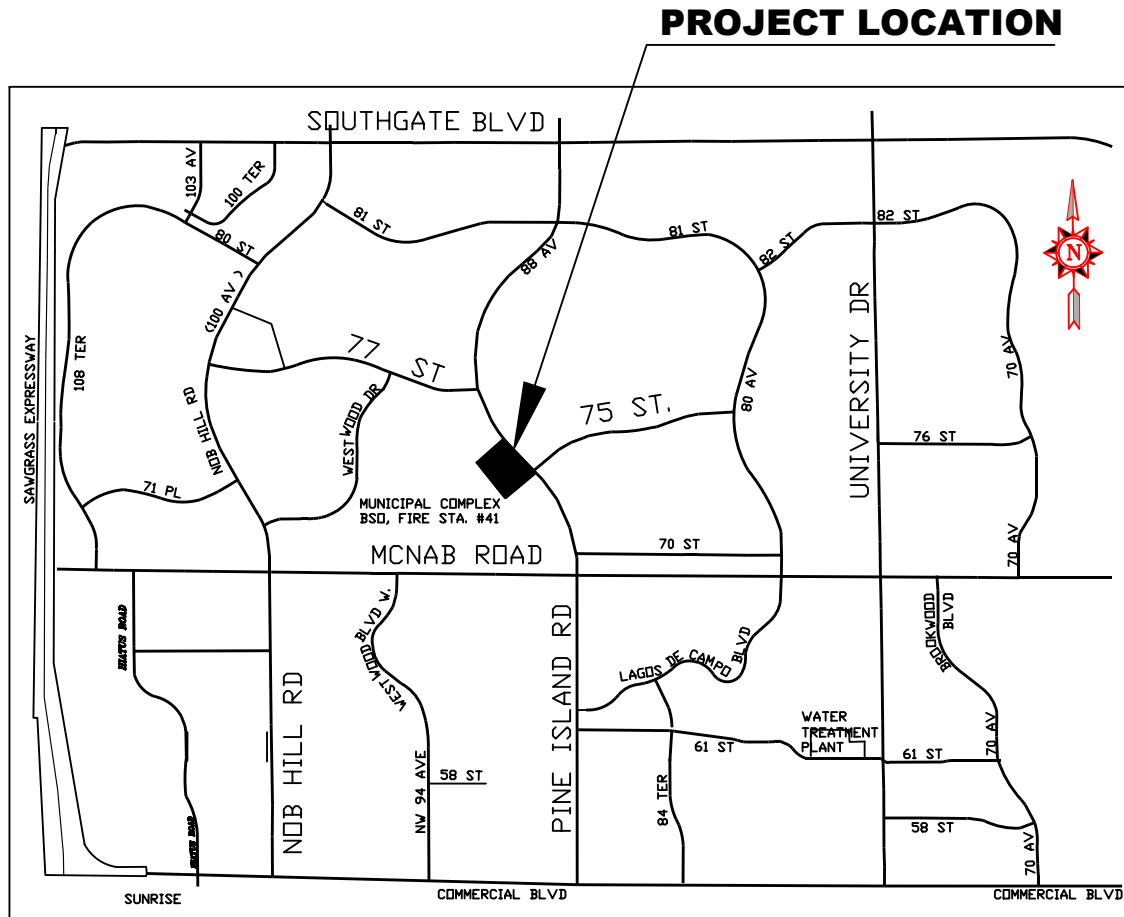 PROJECT LOCATION
SOUTHGATE BLVD
103 AV
100 TER
80 ST
81 ST
88 AV
81 ST
82 ST
82 ST
N
(100 AV )
SAWGRASS EXPRESSWAY
108 TER
77 ST
UNIVERSITY DR
70 AV
NOB HILL RD
WESTWOOD DR
75 ST.
80 AV
76 ST
71 PL
MUNICIPAL COMPLEX
BSO, FIRE STA. #41
MCNAB ROAD
70 ST
70 AV
HIATUS ROAD
WESTWOOD BLVD W.
PINE ISLAND RD
LAGOS DE CAMPO BLVD
BROOKWOOD
BLVD
NOB HILL RD
WATER
TREATMENT
PLANT
61 ST
61 ST
70 AV
NW 94 AVE
58 ST
84 TER
58 ST
HIATUS ROAD
70 AV
SUNRISE
COMMERCIAL BLVD
COMMERCIAL BLVD